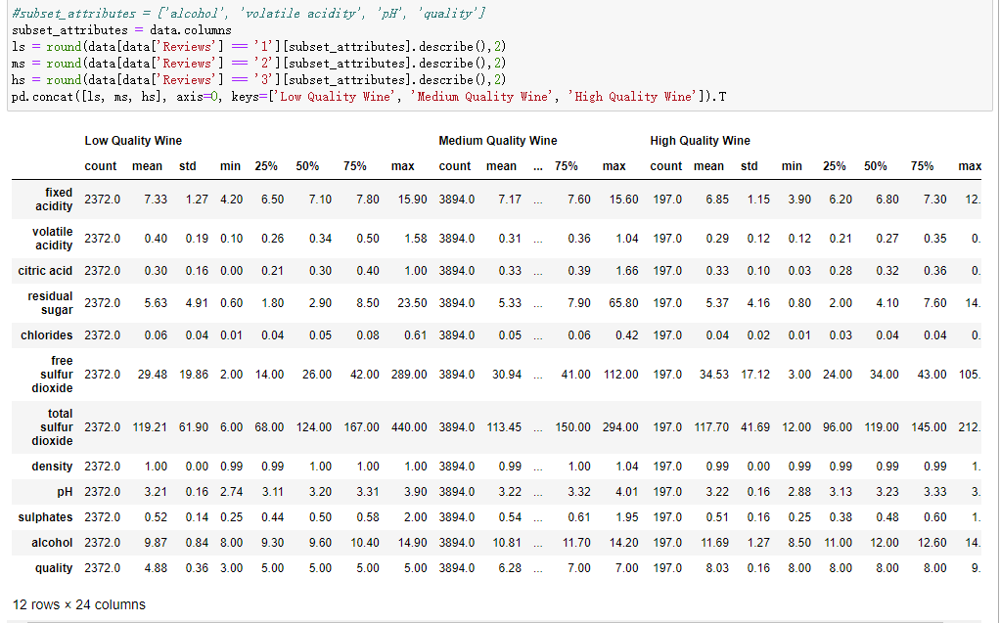 #subset_attributes = ['alcohol', 'volatile acidity', 'pH', 'quality']
subset_attributes = data.columns
ls = round(data[data['Reviews'] == '1'][subset_attributes].describe(),2)
ms = round(data[data['Reviews'] == '2'][subset_attributes].describe(),2)
hs = round(data[data['Reviews'] == '3'][subset_attributes].describe(),2)
pd.concat([ls, ms, hs], axis=0, keys=['Low Quality Wine', 'Medium Quality Wine', 'High Quality Wine']).T
Low Quality Wine Medium Quality Wine High Quality Wine
count mean std min 25% 50% 75% max count mean ... 75% max count mean std min 25% 50% 75% max
fixed
acidity 2372.0 7.33 1.27 4.20 6.50 7.10 7.80 15.90 3894.0 7.17 ... 7.60 15.60 197.0 6.85 1.15 3.90 6.20 6.80 7.30 12.
volatile
acidity 2372.0 0.40 0.19 0.10 0.26 0.34 0.50 1.58 3894.0 0.31 ... 0.36 1.04 197.0 0.29 0.12 0.12 0.21 0.27 0.35 0.
citric acid 2372.0 0.30 0.16 0.00 0.21 0.30 0.40 1.00 3894.0 0.33 ... 0.39 1.66 197.0 0.33 0.10 0.03 0.28 0.32 0.36 0.
residual
sugar 2372.0 5.63 4.91 0.60 1.80 2.90 8.50 23.50 3894.0 5.33 ... 7.90 65.80 197.0 5.37 4.16 0.80 2.00 4.10 7.60 14.
chlorides 2372.0 0.06 0.04 0.01 0.04 0.05 0.08 0.61 3894.0 0.05 ... 0.06 0.42 197.0 0.04 0.02 0.01 0.03 0.04 0.04 0.
free
sulfur
dioxide 2372.0 29.48 19.86 2.00 14.00 26.00 42.00 289.00 3894.0 30.94 ... 41.00 112.00 197.0 34.53 17.12 3.00 24.00 34.00 43.00 105.
total
sulfur
dioxide 2372.0 119.21 61.90 6.00 68.00 124.00 167.00 440.00 3894.0 113.45 ... 150.00 294.00 197.0 117.70 41.69 12.00 96.00 119.00 145.00 212.
density 2372.0 1.00 0.00 0.99 0.99 1.00 1.00 1.00 3894.0 0.99 ... 1.00 1.04 197.0 0.99 0.00 0.99 0.99 0.99 0.99 1.
pH 2372.0 3.21 0.16 2.74 3.11 3.20 3.31 3.90 3894.0 3.22 ... 3.32 4.01 197.0 3.22 0.16 2.88 3.13 3.23 3.33 3.
sulphates 2372.0 0.52 0.14 0.25 0.44 0.50 0.58 2.00 3894.0 0.54 ... 0.61 1.95 197.0 0.51 0.16 0.25 0.38 0.48 0.60 1.
alcohol 2372.0 9.87 0.84 8.00 9.30 9.60 10.40 14.90 3894.0 10.81 ... 11.70 14.20 197.0 11.69 1.27 8.50 11.00 12.00 12.60 14.
quality 2372.0 4.88 0.36 3.00 5.00 5.00 5.00 5.00 3894.0 6.28 ... 7.00 7.00 197.0 8.03 0.16 8.00 8.00 8.00 8.00 9.
12 rows × 24 columns